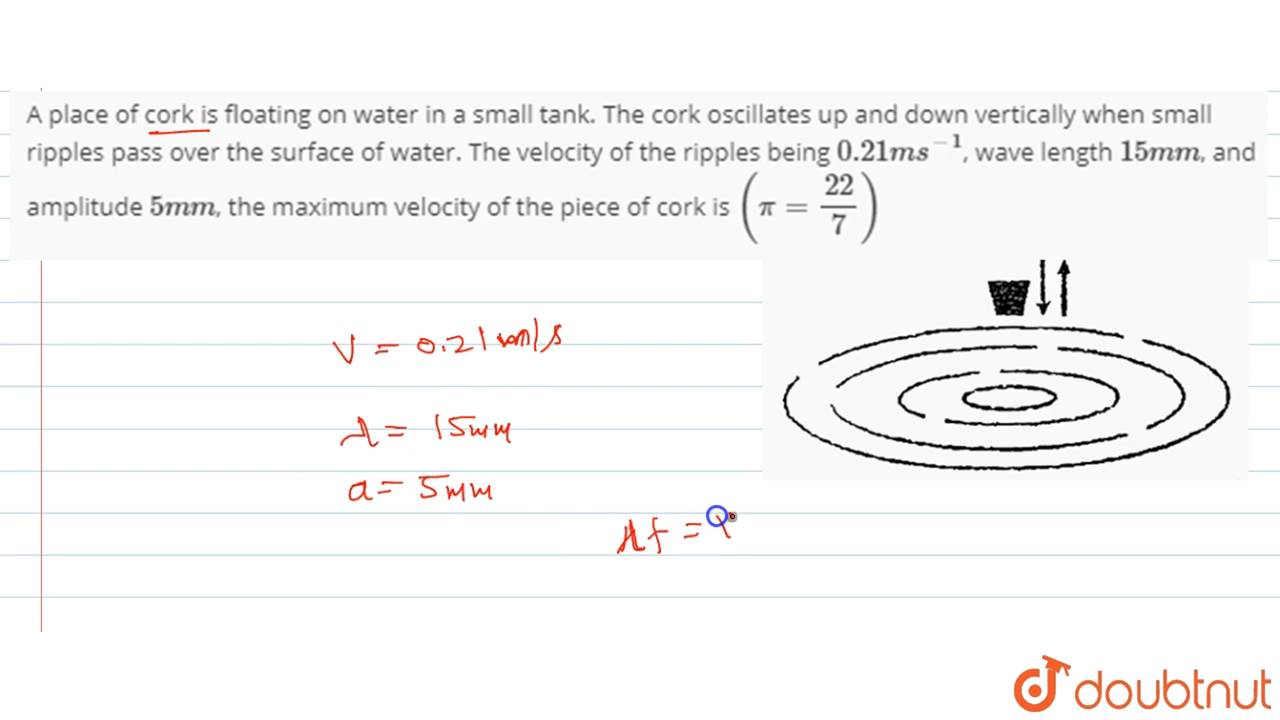 A place of cork is floating on water in a small tank. The cork oscillates up and down vertically when small
ripples pass over the surface of water. The velocity of the ripples being 0.21ms⁻¹, wave length 15mm, and
amplitude 5mm, the maximum velocity of the piece of cork is (π = 22/7)
V = 0.21 m/s
λ = 15mm
a = 5mm
λf =
doubtnut